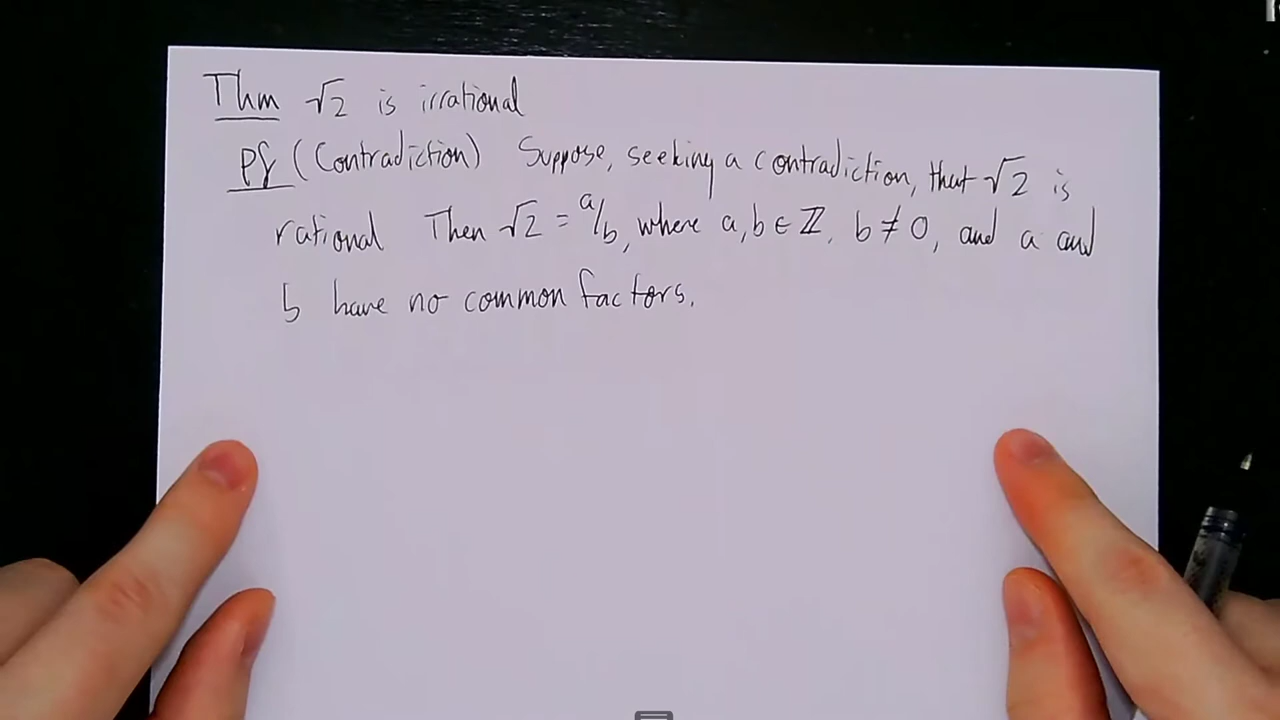 Thm √2 is irrational
pf (Contradiction) Suppose, seeking a contradiction, that √2 is
rational Then √2 = a/b, where a, b ∈ ℤ, b ≠ 0, and a and
b have no common factors.